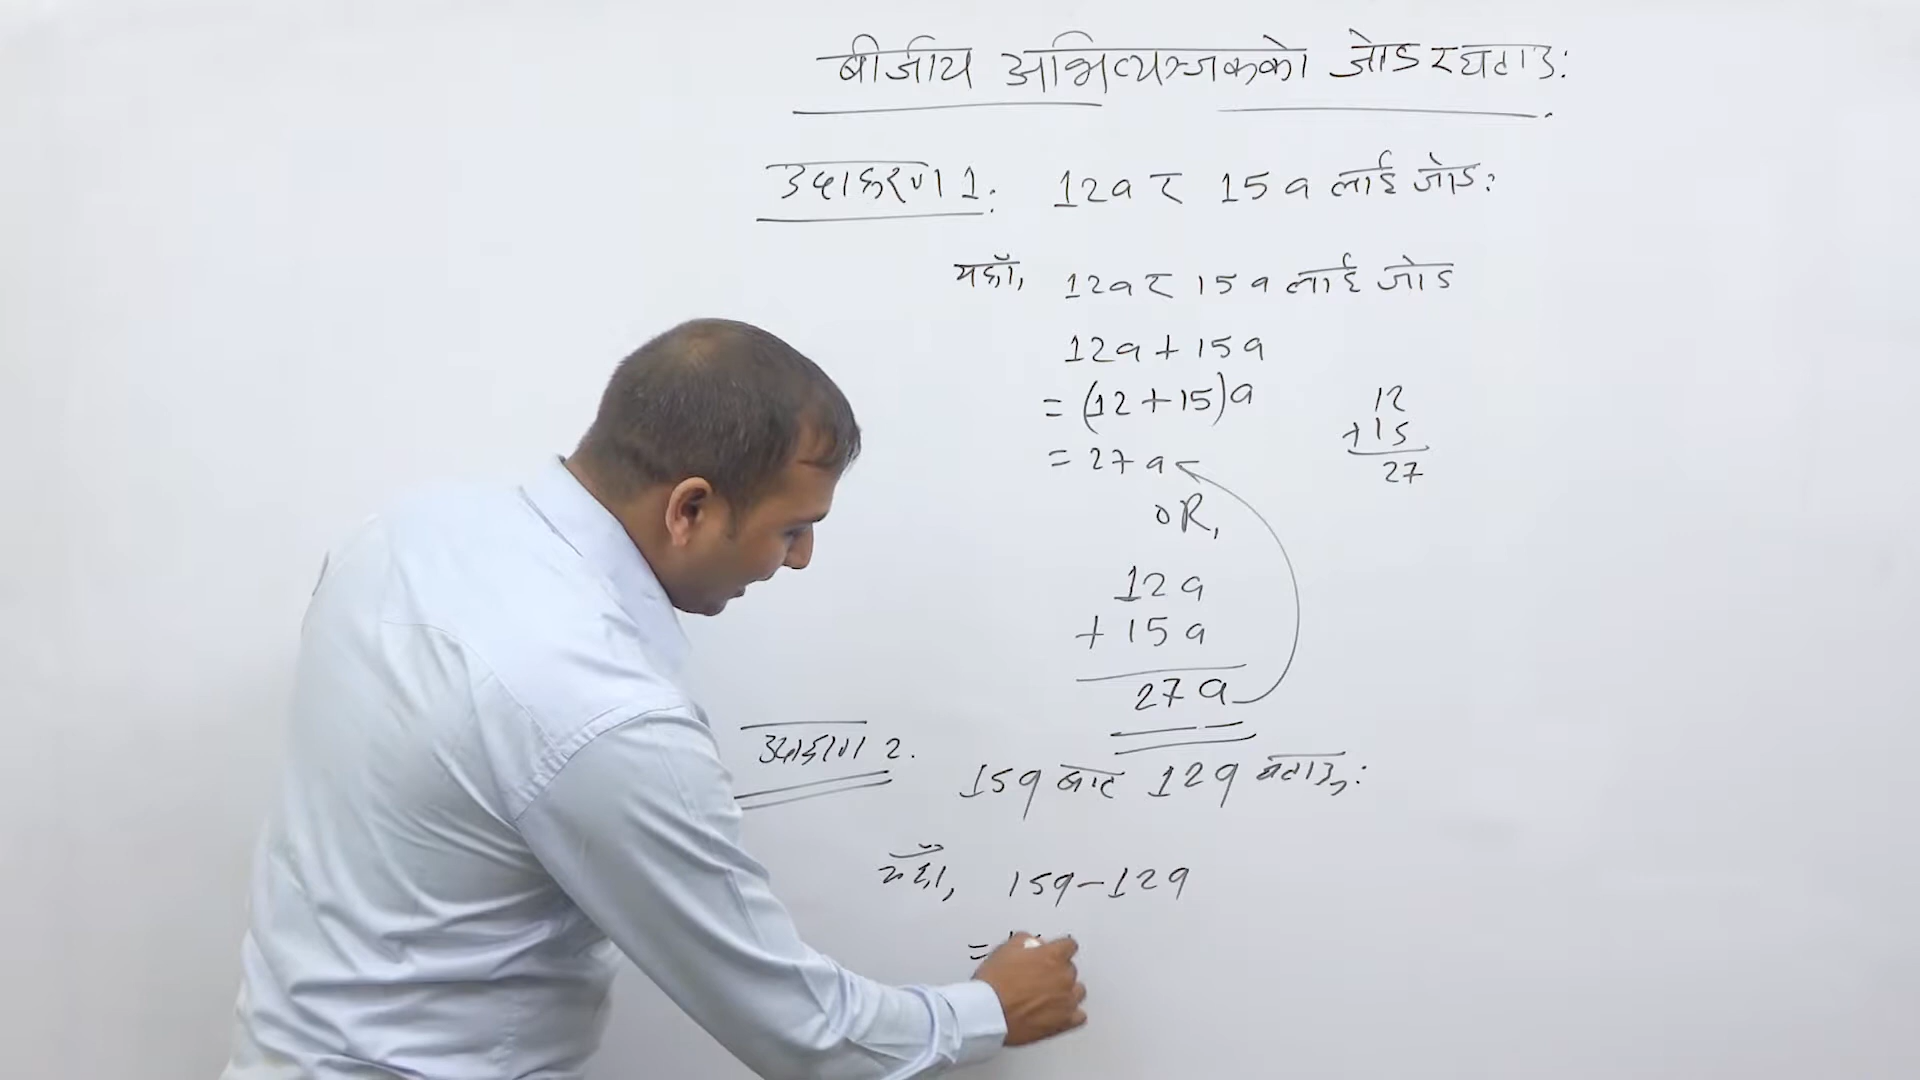 बीजीय अभिव्यञ्जकको जोड र घटाउ:
उदाहरण 1: 12a र 15a लाई जोड:
यहाँ, 12a र 15a लाई जोड
12a + 15a
= (12+15)a
= 27a
12
+15
27
OR,
12a
+ 15a
27a
उदाहरण 2.
15a बाट 12a घटाउ:
यहाँ, 15a - 12a
=